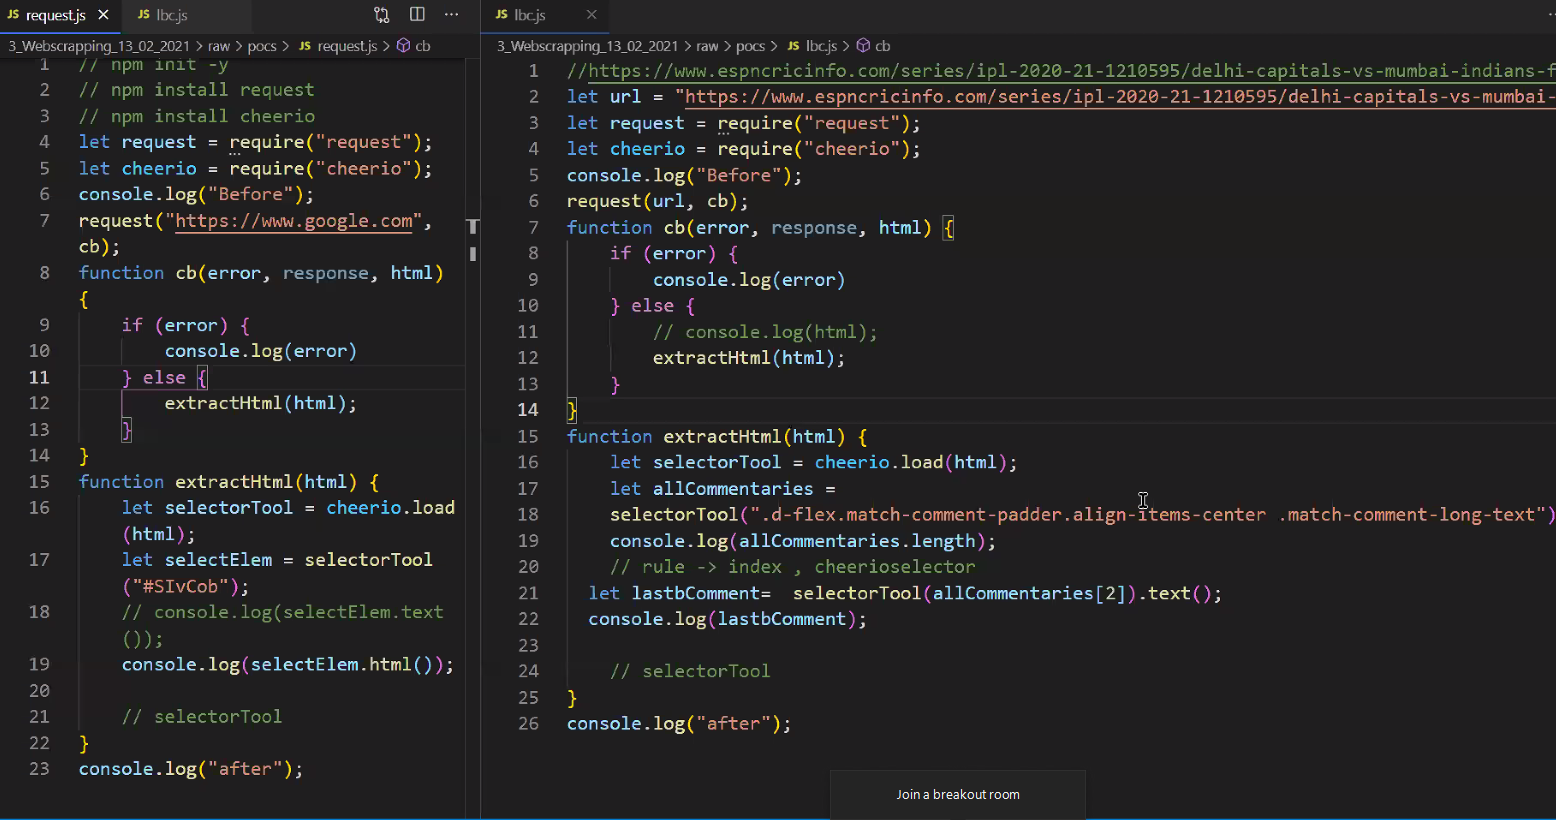 JS request.js ×
JS lbc.js
3_Webscrapping_13_02_2021 > raw > pocs > JS request.js > cb
1 // npm init -y
2 // npm install request
3 // npm install cheerio
4 let request = require("request");
5 let cheerio = require("cheerio");
6 console.log("Before");
7 request("https://www.google.com",
cb);
8 function cb(error, response, html)
{
9 if (error) {
10 console.log(error)
11 } else {
12 extractHtml(html);
13 }
14 }
15 function extractHtml(html) {
16 let selectorTool = cheerio.load
(html);
17 let selectElem = selectorTool
("#SIvCob");
18 // console.log(selectElem.text
());
19 console.log(selectElem.html());
20
21 // selectorTool
22 }
23 console.log("after");
JS lbc.js ×
3_Webscrapping_13_02_2021 > raw > pocs > JS lbc.js > cb
1 //https://www.espncricinfo.com/series/ipl-2020-21-1210595/delhi-capitals-vs-mumbai-indians-f
2 let url = "https://www.espncricinfo.com/series/ipl-2020-21-1210595/delhi-capitals-vs-mumbai-
3 let request = require("request");
4 let cheerio = require("cheerio");
5 console.log("Before");
6 request(url, cb);
7 function cb(error, response, html) {
8 if (error) {
9 console.log(error)
10 } else {
11 // console.log(html);
12 extractHtml(html);
13 }
14 }
15 function extractHtml(html) {
16 let selectorTool = cheerio.load(html);
17 let allCommentaries =
18 selectorTool(".d-flex.match-comment-padder.align-items-center .match-comment-long-text")
19 console.log(allCommentaries.length);
20 // rule -> index , cheerioselector
21 let lastbComment= selectorTool(allCommentaries[2]).text();
22 console.log(lastbComment);
23
24 // selectorTool
25 }
26 console.log("after");
Join a breakout room